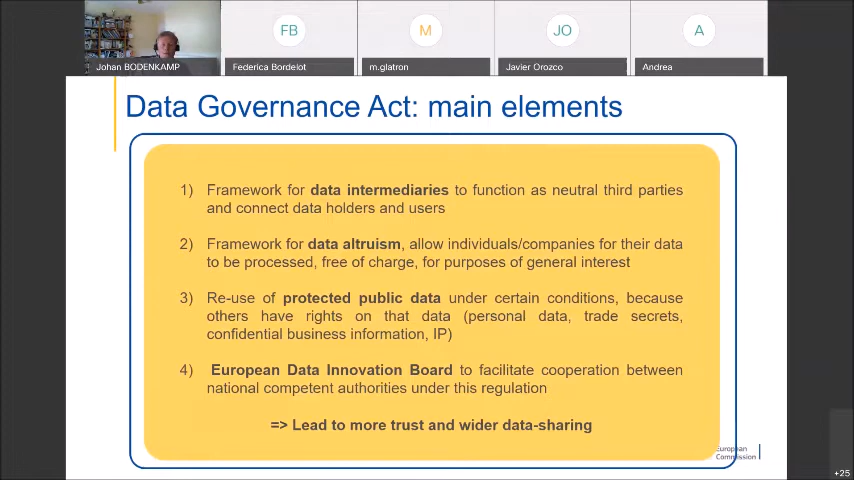 FB
M
JO
A
Johan BODENKAMP
Federica Bordelot
m.glatron
Javier Orozco
Andrea
Data Governance Act: main elements
1) Framework for data intermediaries to function as neutral third parties
and connect data holders and users
2) Framework for data altruism, allow individuals/companies for their data
to be processed, free of charge, for purposes of general interest
3) Re-use of protected public data under certain conditions, because
others have rights on that data (personal data, trade secrets,
confidential business information, IP)
4) European Data Innovation Board to facilitate cooperation between
national competent authorities under this regulation
=> Lead to more trust and wider data-sharing
European
Commission
+25